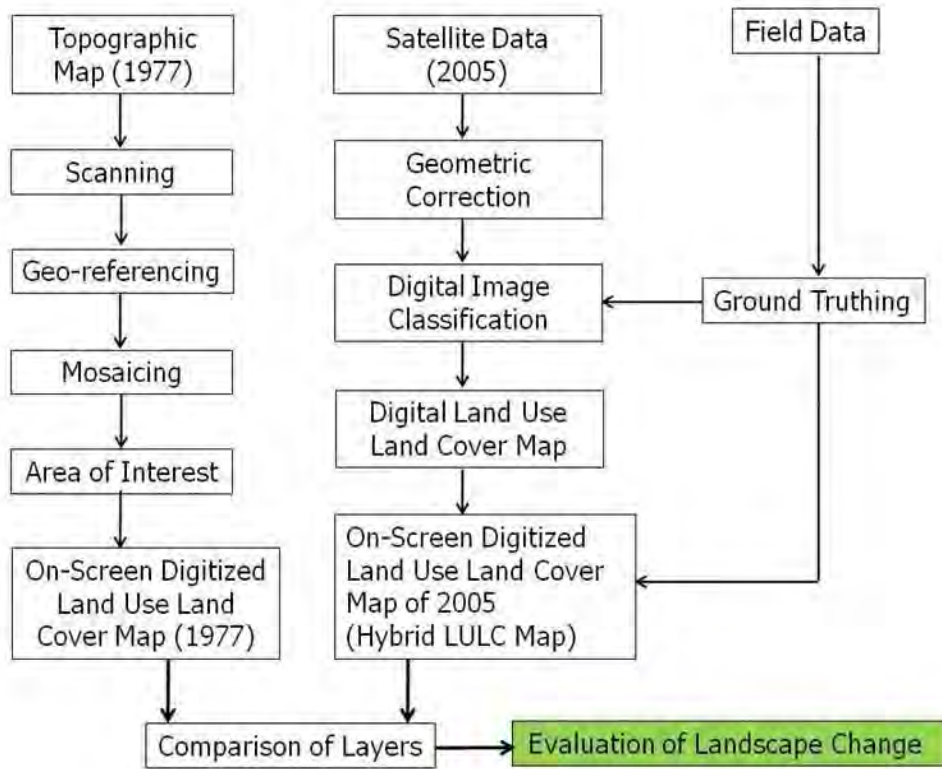 Topographic
Map (1977)
Scanning
Geo-referencing
Mosaicing
Area of Interest
On-Screen Digitized
Land Use Land
Cover Map (1977)
Satellite Data
(2005)
Geometric
Correction
Digital Image
Classification
Digital Land Use
Land Cover Map
On-Screen Digitized
Land Use Land Cover
Map of 2005
(Hybrid LULC Map)
Field Data
Ground Truthing
Comparison of Layers
Evaluation of Landscape Change